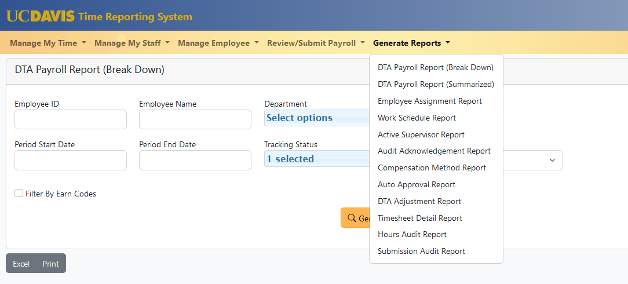 UCDAVIS Time Reporting System
Manage My Time Manage My Staff Manage Employee Review/Submit Payroll Generate Reports
DTA Payroll Report (Break Down)
Employee ID Employee Name Department
Select options
Period Start Date Period End Date Tracking Status
1 selected
Filter By Earn Codes
Excel Print
DTA Payroll Report (Break Down)
DTA Payroll Report (Summarized)
Employee Assignment Report
Work Schedule Report
Active Supervisor Report
Audit Acknowledgement Report
Compensation Method Report
Auto Approval Report
DTA Adjustment Report
Timesheet Detail Report
Hours Audit Report
Submission Audit Report